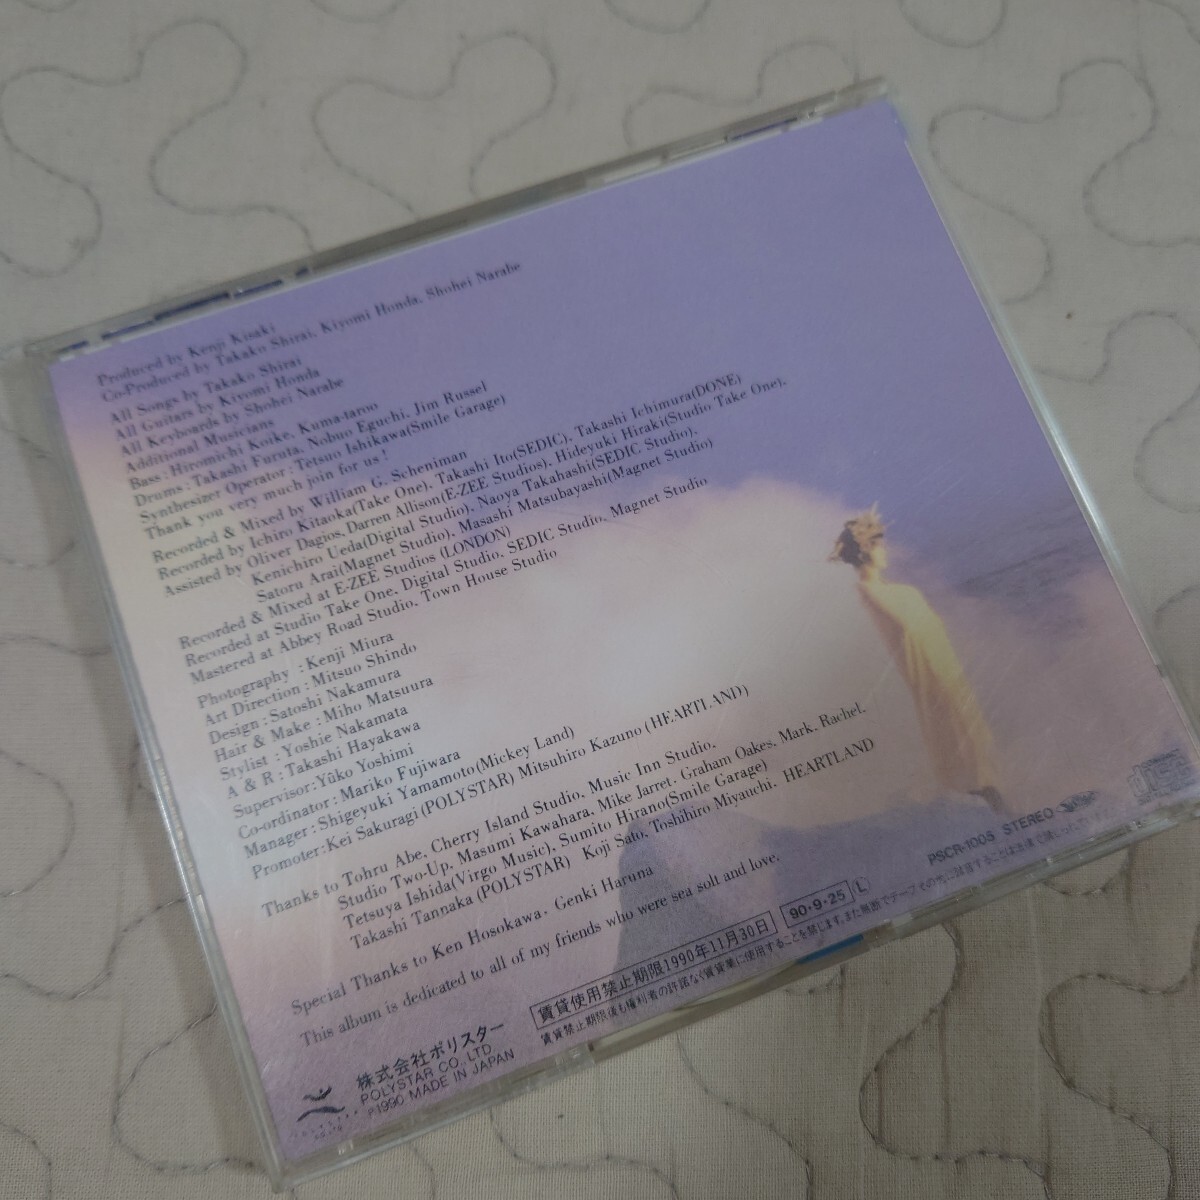 Produced by Kenji Kisaki
Co-Produced by Takako Shirai, Kiyomi Honda, Shohei Narabe
All Songs by Takako Shirai
All Guitars by Kiyomi Honda
All Keyboards by Shohei Narabe
Additional Musicians
Bass : Hiromichi Koike, Kuma-tarou
Drums : Takashi Furuta, Nobuo Eguchi, Jim Russel
Synthesizer Operator : Tetsuo Ishikawa(Smile Garage)
Thank you very much join for us !
Recorded & Mixed by William G. Scheniman
Recorded by Ichiro Kitaoka(Take One), Takashi Ito(SEDIC), Takashi Ichimura(DONE)
Assisted by Oliver Dagios, Darren Allison(E-ZEE Studios), Hideyuki Hiraki(Studio Take One),
Kenichiro Ueda(Digital Studio), Naoya Takahashi(SEDIC Studio),
Satoru Arai(Magnet Studio), Masashi Matsubayashi(Magnet Studio)
Recorded & Mixed at E-ZEE Studios (LONDON)
Recorded at Studio Take One, Digital Studio, SEDIC Studio, Magnet Studio
Mastered at Abbey Road Studio, Town House Studio
Photography : Kenji Miura
Art Direction : Mitsuo Shindo
Design : Satoshi Nakamura
Hair & Make : Miho Matsuura
Stylist : Yoshie Nakamata
A & R : Takashi Hayakawa
Supervisor : Yūko Yoshimi
Co-ordinator : Mariko Fujiwara
Manager : Shigeyuki Yamamoto(Mickey Land)
Promoter : Kei Sakuragi (POLYSTAR) Mitsuhiro Kazuno (HEARTLAND)
Thanks to Tohru Abe, Cherry Island Studio, Music Inn Studio,
Studio Two-Up, Masumi Kawahara, Mike Jarret, Graham Oakes, Mark, Rachel,
Tetsuya Ishida(Virgo Music), Sumito Hirano(Smile Garage)
Takashi Tannaka (POLYSTAR) Koji Sato, Toshihiro Miyauchi, HEARTLAND
Special Thanks to Ken Hosokawa, Genki Haruna
This album is dedicated to all of my friends who were sea solt and love.
PSCR-1005 STEREO
賃貸使用禁止期限1990年11月30日 90・9・25 L
株式会社ポリスター
POLYSTAR CO., LTD.
℗1990 MADE IN JAPAN